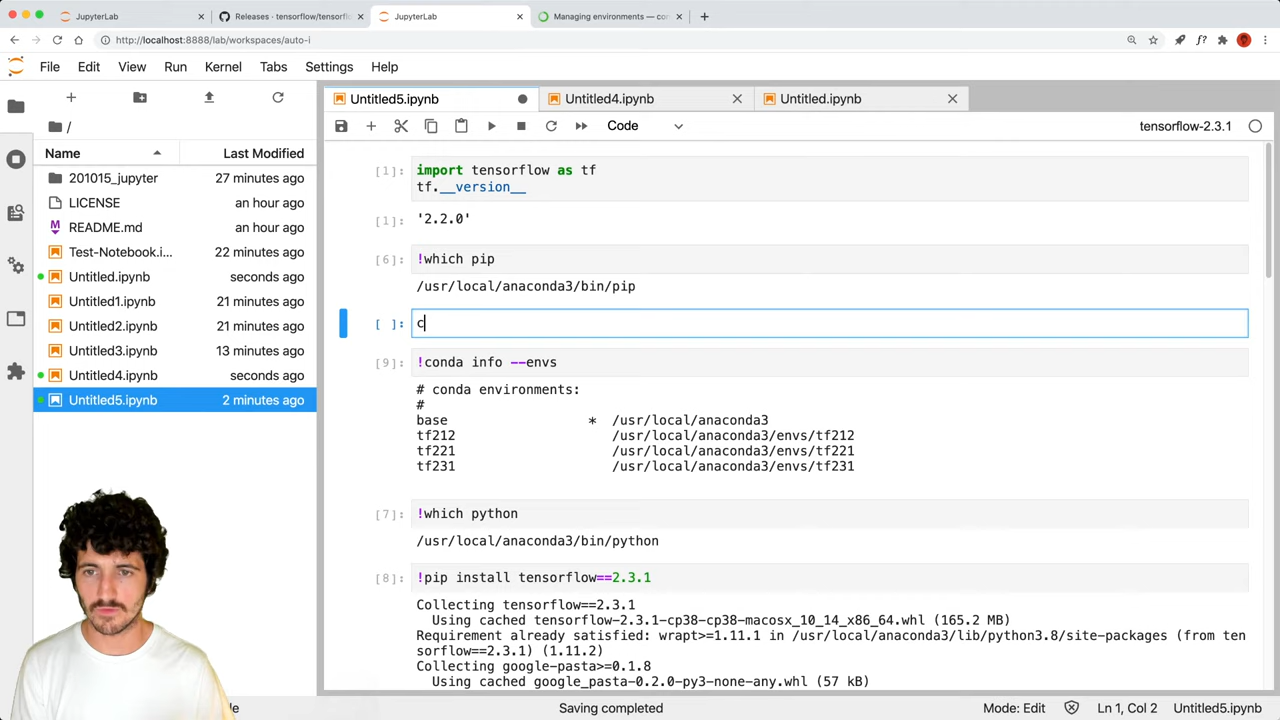 JupyterLab
Releases · tensorflow/tensorfl
JupyterLab
Managing environments — co
http://localhost:8888/lab/workspaces/auto-i
File Edit View Run Kernel Tabs Settings Help
/
Name Last Modified
201015_jupyter 27 minutes ago
LICENSE an hour ago
README.md an hour ago
Test-Notebook.i... 22 minutes ago
Untitled.ipynb seconds ago
Untitled1.ipynb 21 minutes ago
Untitled2.ipynb 21 minutes ago
Untitled3.ipynb 13 minutes ago
Untitled4.ipynb seconds ago
Untitled5.ipynb 2 minutes ago
Untitled5.ipynb Untitled4.ipynb Untitled.ipynb
Code tensorflow-2.3.1
[1]: import tensorflow as tf
tf.__version__
[1]: '2.2.0'
[6]: !which pip
/usr/local/anaconda3/bin/pip
[ ]: c
[9]: !conda info --envs
# conda environments:
#
base * /usr/local/anaconda3
tf212 /usr/local/anaconda3/envs/tf212
tf221 /usr/local/anaconda3/envs/tf221
tf231 /usr/local/anaconda3/envs/tf231
[7]: !which python
/usr/local/anaconda3/bin/python
[8]: !pip install tensorflow==2.3.1
Collecting tensorflow==2.3.1
Using cached tensorflow-2.3.1-cp38-cp38-macosx_10_14_x86_64.whl (165.2 MB)
Requirement already satisfied: wrapt>=1.11.1 in /usr/local/anaconda3/lib/python3.8/site-packages (from ten
sorflow==2.3.1) (1.11.2)
Collecting google-pasta>=0.1.8
Using cached google_pasta-0.2.0-py3-none-any.whl (57 kB)
le Saving completed Mode: Edit Ln 1, Col 2 Untitled5.ipynb